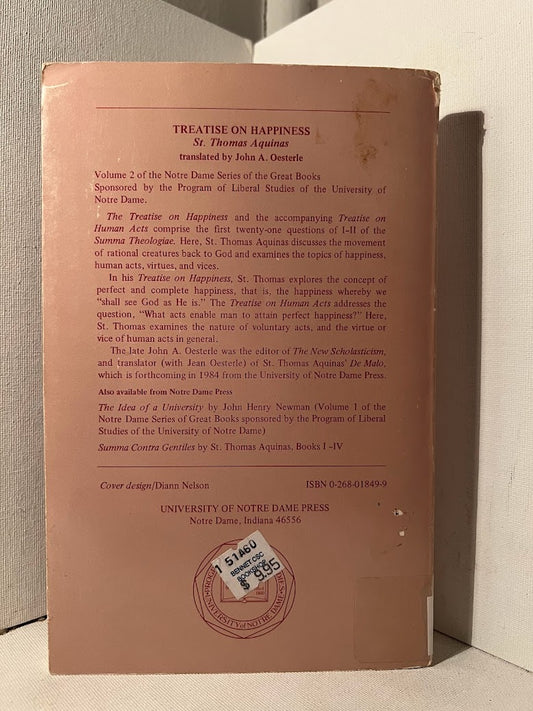 TREATISE ON HAPPINESS
St. Thomas Aquinas
translated by John A. Oesterle
Volume 2 of the Notre Dame Series of the Great Books
Sponsored by the Program of Liberal Studies of the University of
Notre Dame.
The Treatise on Happiness and the accompanying Treatise on
Human Acts comprise the first twenty-one questions of I-II of the
Summa Theologiae. Here, St. Thomas Aquinas discusses the movement
of rational creatures back to God and examines the topics of happiness,
human acts, virtues, and vices.
In his Treatise on Happiness, St. Thomas explores the concept of
perfect and complete happiness, that is, the happiness whereby we
“shall see God as He is.” The Treatise on Human Acts addresses the
question, “What acts enable man to attain perfect happiness?” Here,
St. Thomas examines the nature of voluntary acts, and the virtue or
vice of human acts in general.
The late John A. Oesterle was the editor of The New Scholasticism,
and translator (with Jean Oesterle) of St. Thomas Aquinas' De Malo,
which is forthcoming in 1984 from the University of Notre Dame Press.
Also available from Notre Dame Press
The Idea of a University by John Henry Newman (Volume 1 of the
Notre Dame Series of Great Books sponsored by the Program of Liberal
Studies of the University of Notre Dame)
Summa Contra Gentiles by St. Thomas Aquinas, Books I-IV
Cover design/Diann Nelson
ISBN 0-268-01849-9
UNIVERSITY OF NOTRE DAME PRESS
Notre Dame, Indiana 46556
1 51A60
BENNET CSC
BOOKSHOP
$ 9.95
UNIVERSITY of NOTRE DAME